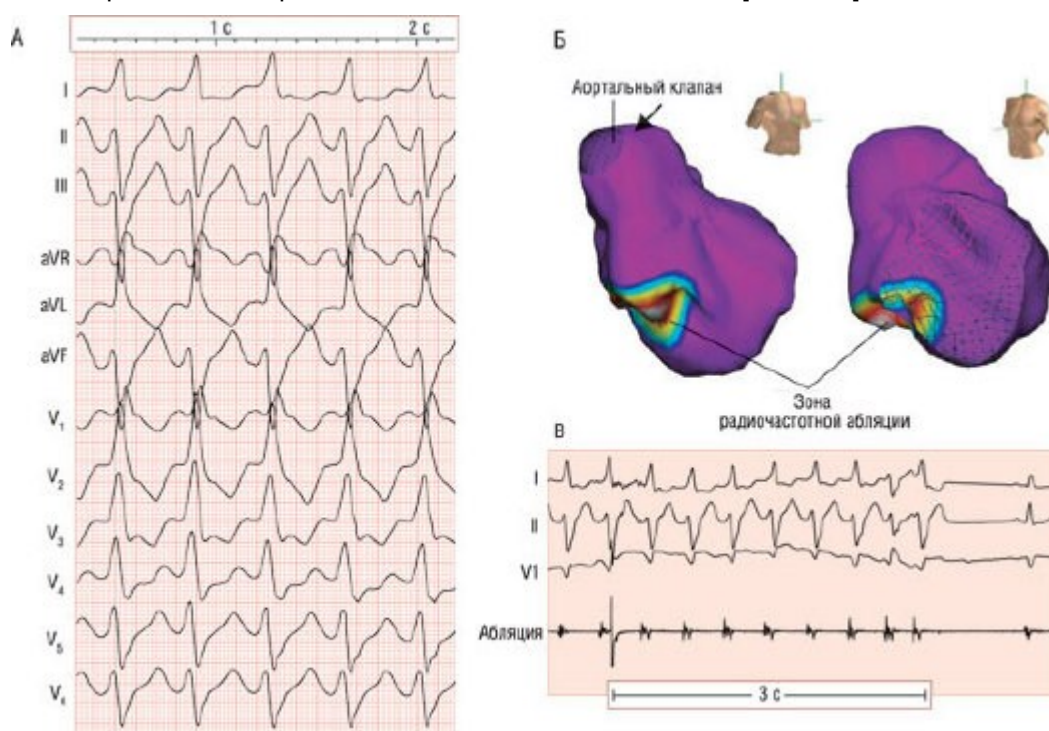 А
1 с
2 с
I
II
III
aVR
aVL
aVF
V1
V2
V3
V4
V5
Б
Аортальный клапан
Зона
радиочастотной абляции
В
I
II
V1
Абляция
3 с